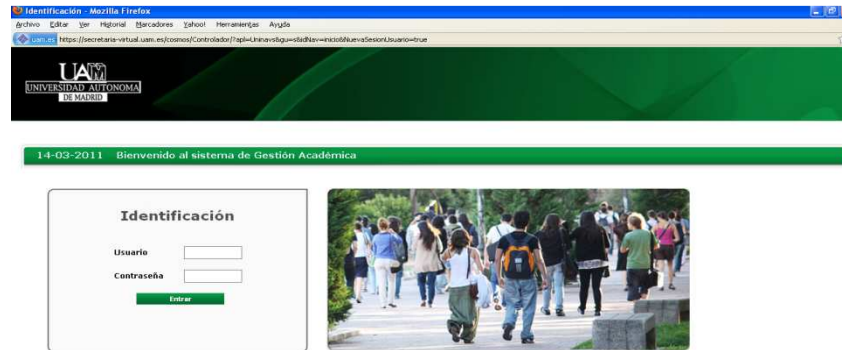 Identificación - Mozilla Firefox
Archivo Editar Ver Historial Marcadores Yahoo! Herramientas Ayuda
uam.es https://secretaria-virtual.uam.es/cosmos/Controlador/?apl=Uninavs&gu=s&idNav=inicio&NuevaSesionUsuario=true
UAM
UNIVERSIDAD AUTONOMA
DE MADRID
14-03-2011 Bienvenido al sistema de Gestión Académica
Identificación
Usuario
Contraseña
Entrar